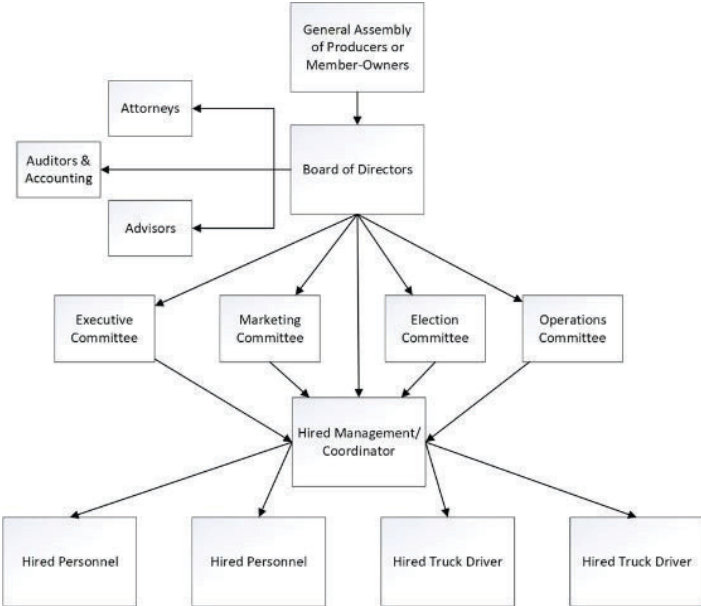 General Assembly
of Producers or
Member-Owners
Attorneys
Auditors &
Accounting
Board of Directors
Advisors
Executive
Committee
Marketing
Committee
Election
Committee
Operations
Committee
Hired Management/
Coordinator
Hired Personnel
Hired Personnel
Hired Truck Driver
Hired Truck Driver